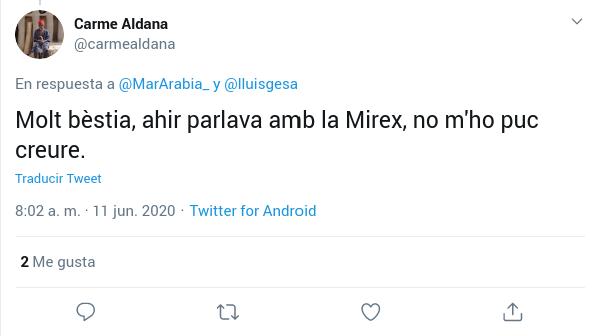 Carme Aldana
@carmealdana
En respuesta a @MarArabia_ y @lluisgesa
Molt bèstia, ahir parlava amb la Mirex, no m'ho puc
creure.
Traducir Tweet
8:02 a. m. · 11 jun. 2020 · Twitter for Android
2 Me gusta